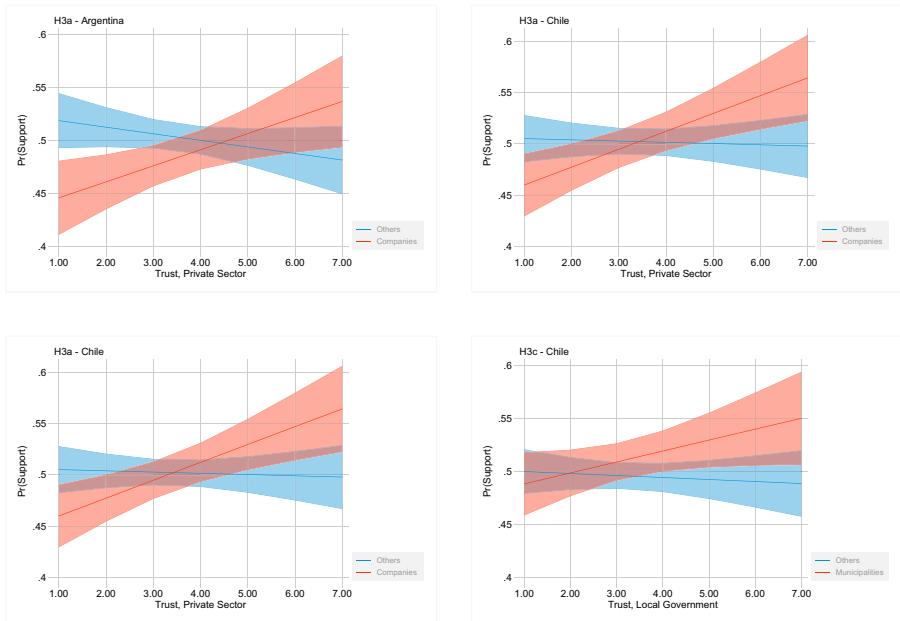 H3a - Argentina
.6
.55
.5
.45
.4
Pr(Support)
1.00 2.00 3.00 4.00 5.00 6.00 7.00
Trust, Private Sector
Others
Companies
H3a - Chile
.6
.55
.5
.45
.4
Pr(Support)
1.00 2.00 3.00 4.00 5.00 6.00 7.00
Trust, Private Sector
Others
Companies
H3a - Chile
.6
.55
.5
.45
.4
Pr(Support)
1.00 2.00 3.00 4.00 5.00 6.00 7.00
Trust, Private Sector
Others
Companies
H3c - Chile
.6
.55
.5
.45
.4
Pr(Support)
1.00 2.00 3.00 4.00 5.00 6.00 7.00
Trust, Local Government
Others
Municipalities